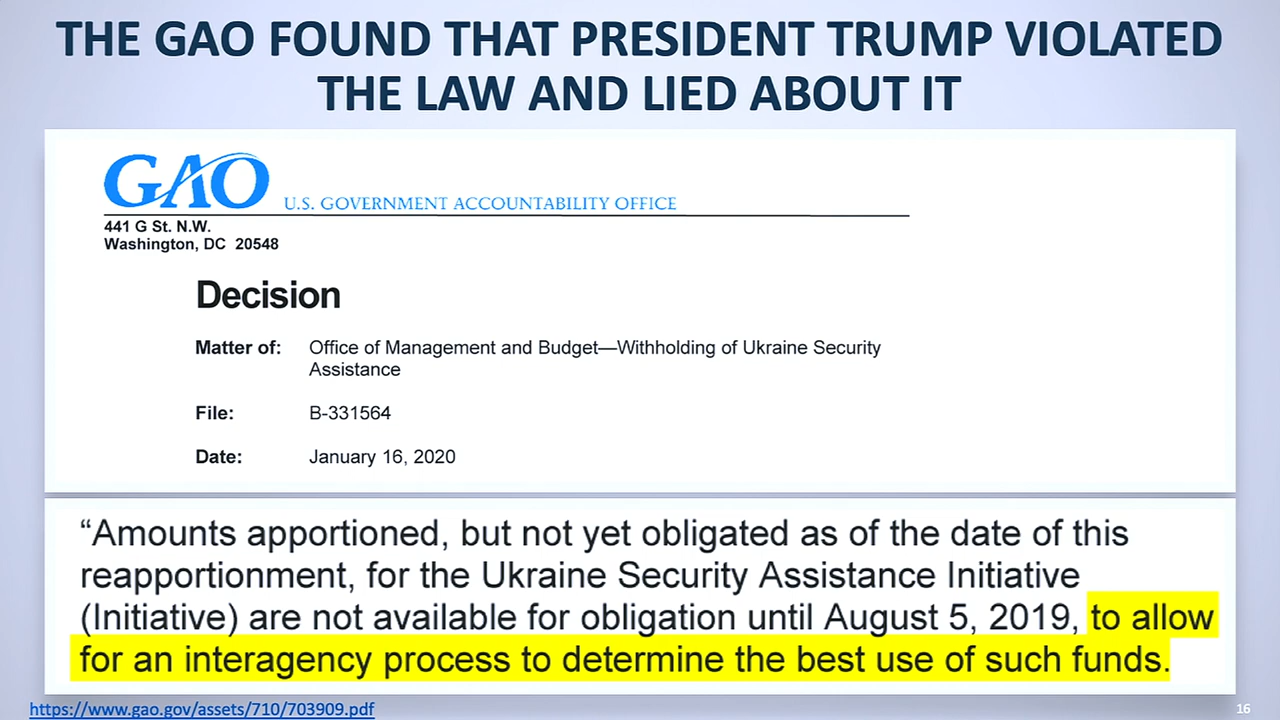 THE GAO FOUND THAT PRESIDENT TRUMP VIOLATED
THE LAW AND LIED ABOUT IT
GAO
U.S. GOVERNMENT ACCOUNTABILITY OFFICE
441 G St. N.W.
Washington, DC 20548
Decision
Matter of: Office of Management and Budget—Withholding of Ukraine Security
Assistance
File: B-331564
Date: January 16, 2020
“Amounts apportioned, but not yet obligated as of the date of this
reapportionment, for the Ukraine Security Assistance Initiative
(Initiative) are not available for obligation until August 5, 2019, to allow
for an interagency process to determine the best use of such funds.
https://www.gao.gov/assets/710/703909.pdf
16